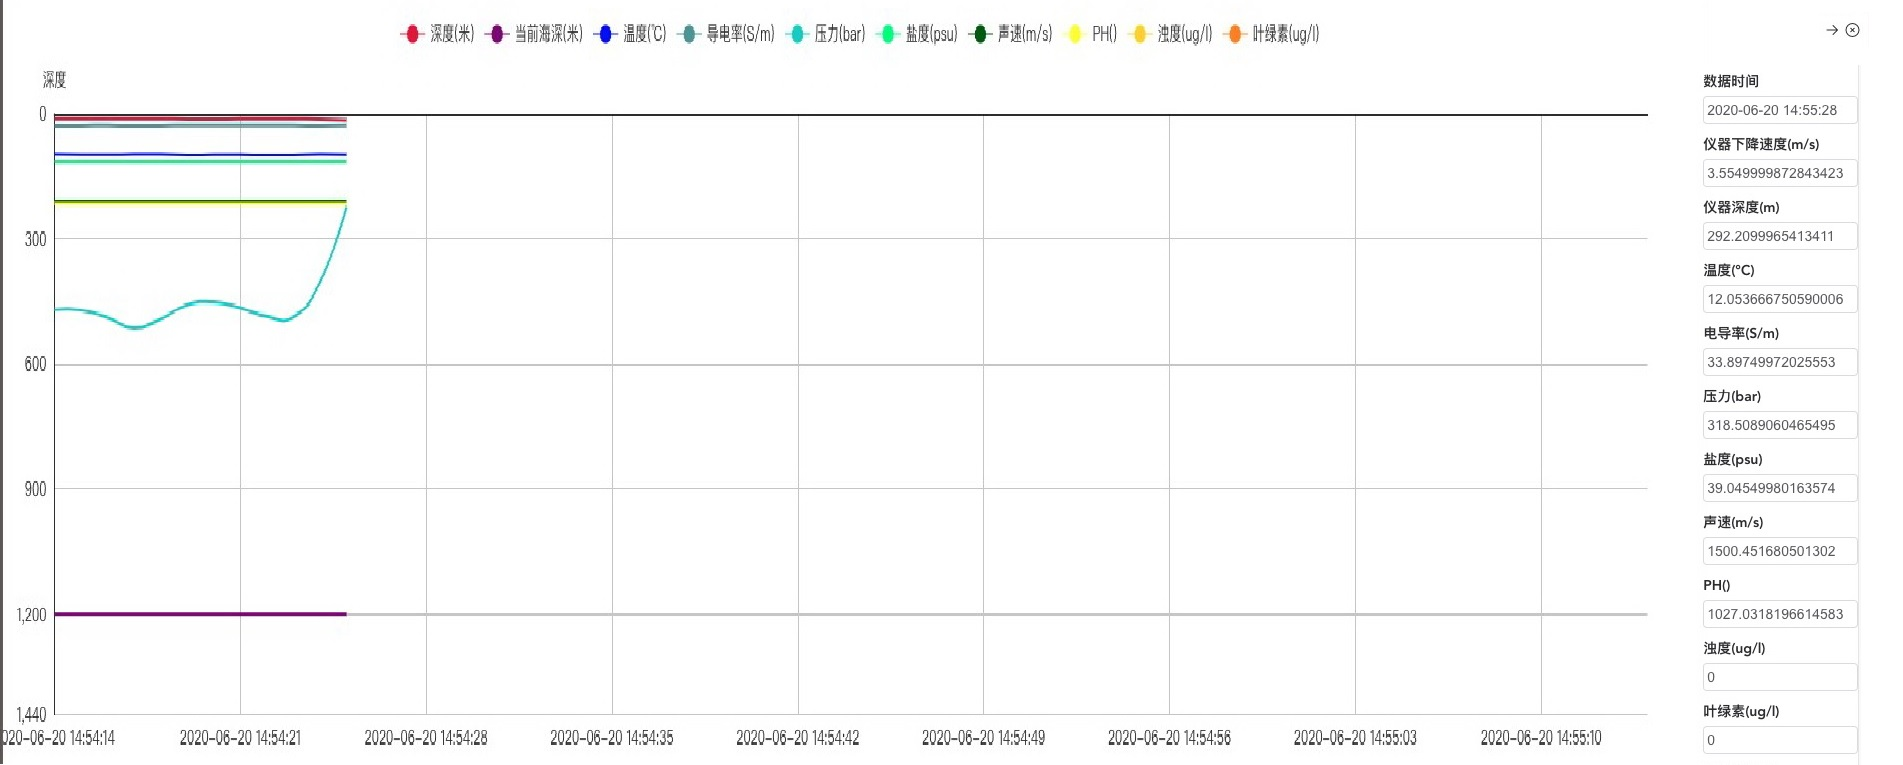 深度(米) 当前海深(米) 温度(℃) 导电率(S/m) 压力(bar) 盐度(psu) 声速(m/s) PH() 浊度(ug/l) 叶绿素(ug/l)
深度
0
300
600
900
1,200
1,440
020-06-20 14:54:14 2020-06-20 14:54:21 2020-06-20 14:54:28 2020-06-20 14:54:35 2020-06-20 14:54:42 2020-06-20 14:54:49 2020-06-20 14:54:56 2020-06-20 14:55:03 2020-06-20 14:55:10
数据时间
2020-06-20 14:55:28
仪器下降速度(m/s)
3.5549999872843423
仪器深度(m)
292.2099965413411
温度(°C)
12.053666750590006
电导率(S/m)
33.89749972025553
压力(bar)
318.5089060465495
盐度(psu)
39.04549980163574
声速(m/s)
1500.451680501302
PH()
1027.0318196614583
浊度(ug/l)
0
叶绿素(ug/l)
0